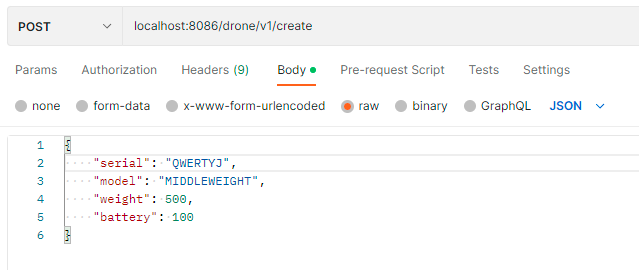 POST localhost:8086/drone/v1/create
Params Authorization Headers (9) Body Pre-request Script Tests Settings
none form-data x-www-form-urlencoded raw binary GraphQL JSON
1 {
2 "serial": "QWERTYJ",
3 "model": "MIDDLEWEIGHT",
4 "weight": 500,
5 "battery": 100
6 }